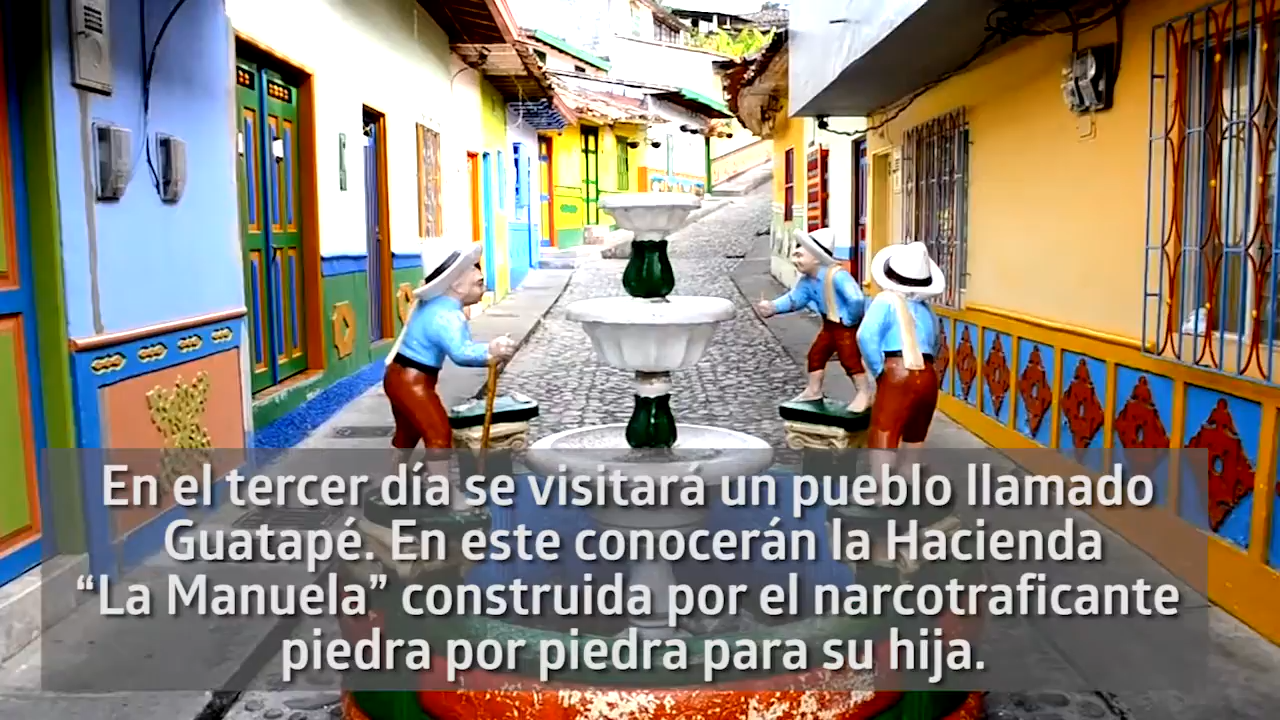 En el tercer día se visitara un pueblo llamado
Guatapé. En este conocerán la Hacienda
“La Manuela” construida por el narcotraficante
piedra por piedra para su hija.